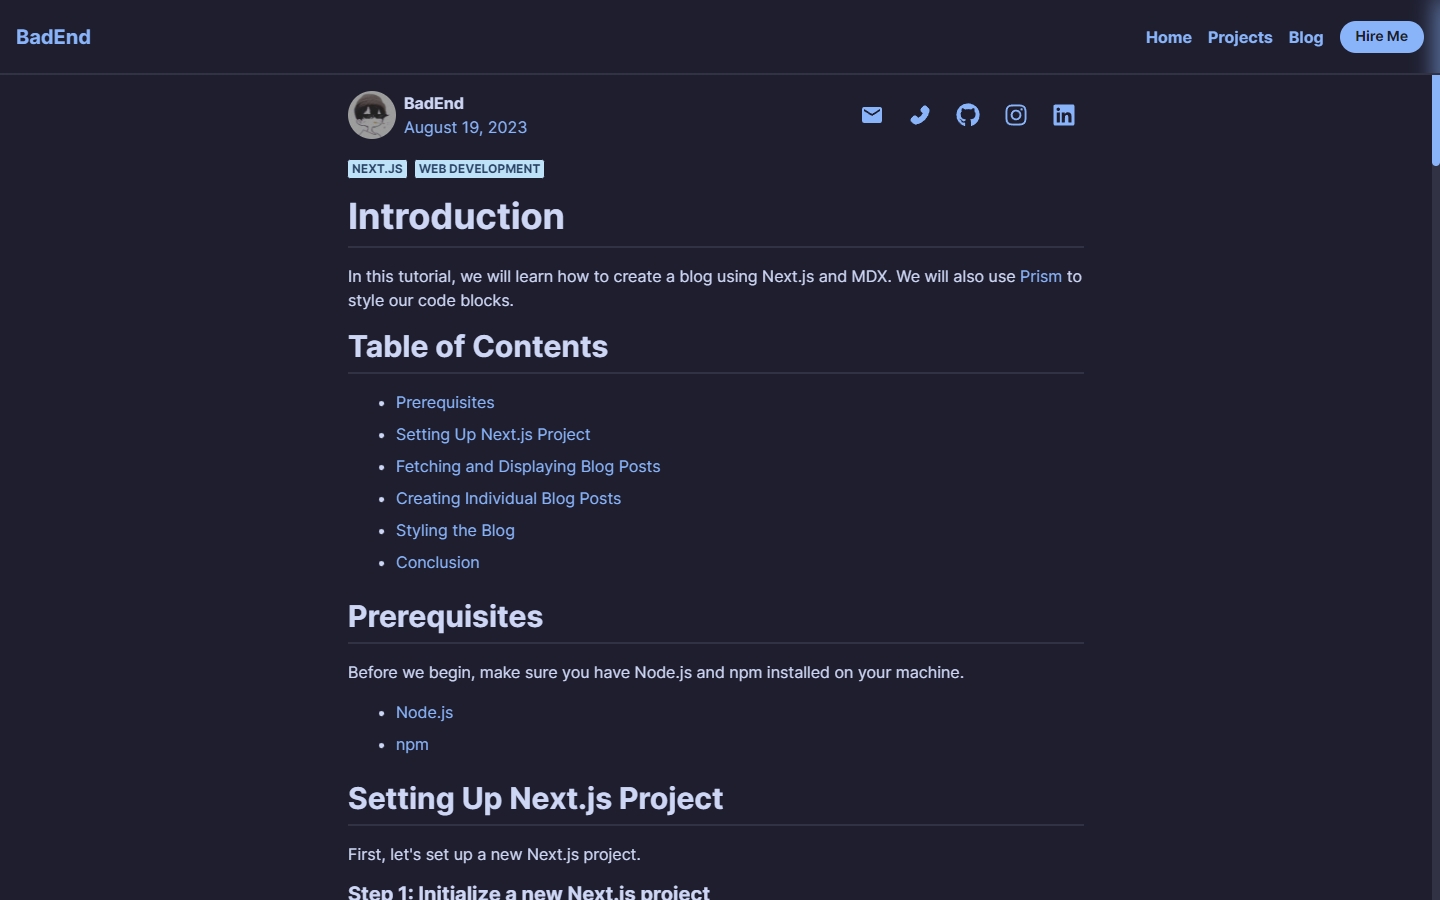 BadEnd
Home Projects Blog Hire Me
BadEnd
August 19, 2023
NEXT.JS WEB DEVELOPMENT
Introduction
In this tutorial, we will learn how to create a blog using Next.js and MDX. We will also use Prism to
style our code blocks.
Table of Contents
Prerequisites
Setting Up Next.js Project
Fetching and Displaying Blog Posts
Creating Individual Blog Posts
Styling the Blog
Conclusion
Prerequisites
Before we begin, make sure you have Node.js and npm installed on your machine.
Node.js
npm
Setting Up Next.js Project
First, let's set up a new Next.js project.
Step 1: Initialize a new Next.js project